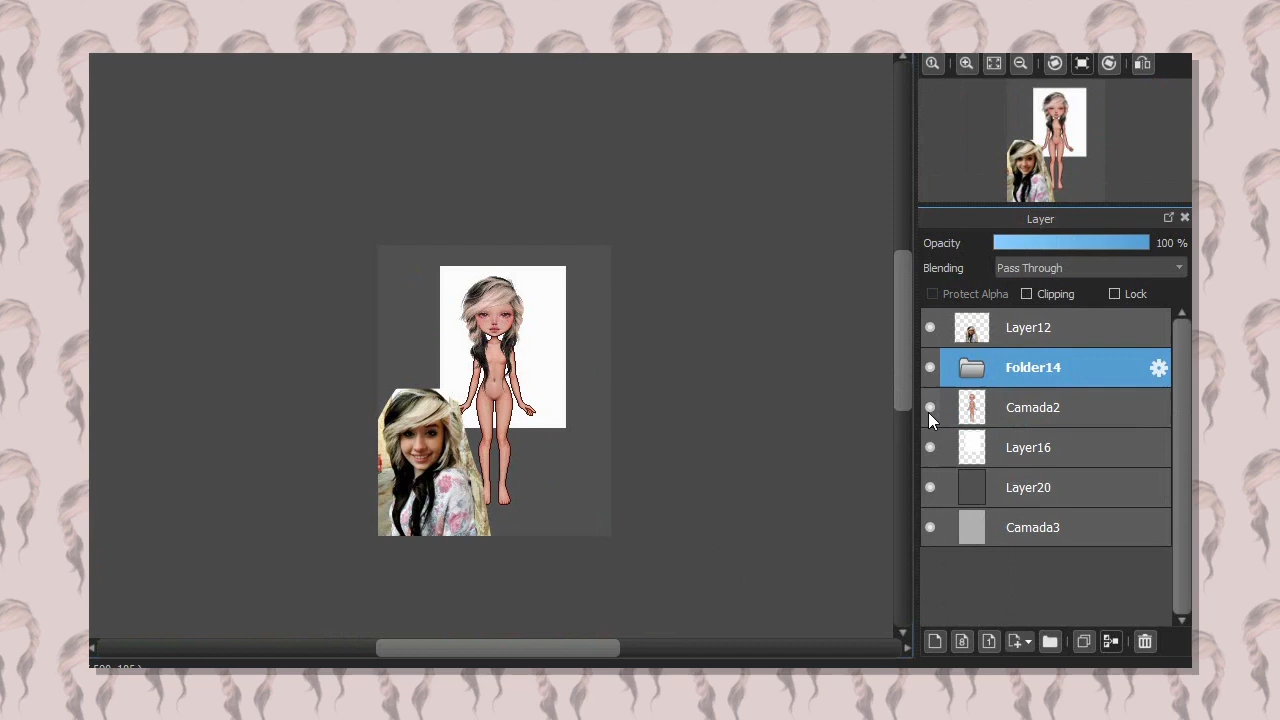 Layer
Opacity 100 %
Blending Pass Through
Protect Alpha Clipping Lock
Layer12
Folder14
Camada2
Layer16
Layer20
Camada3